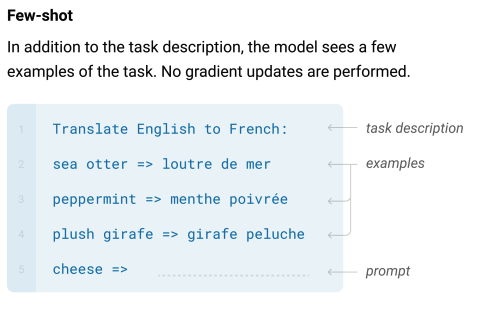 Few-shot
In addition to the task description, the model sees a few
examples of the task. No gradient updates are performed.
1 Translate English to French: task description
2 sea otter => loutre de mer examples
3 peppermint => menthe poivrée
4 plush girafe => girafe peluche
5 cheese => prompt